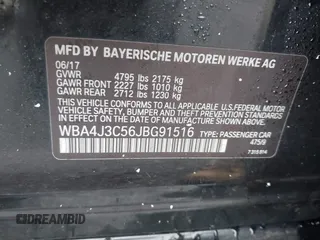 MFD BY BAYERISCHE MOTOREN WERKE AG
06/17
GVWR 4795 lbs 2175 kg
GAWR FRONT 2227 lbs 1010 kg
GAWR REAR 2712 lbs 1230 kg
THIS VEHICLE CONFORMS TO ALL APPLICABLE
FEDERAL MOTOR VEHICLE SAFETY, BUMPER, AND
THEFT PREVENTION STANDARDS IN EFFECT ON THE
DATE OF MANUFACTURE SHOWN ABOVE.
WBA4J3C56JBG91516 TYPE: PASSENGER CAR
475/9
DREAMBID